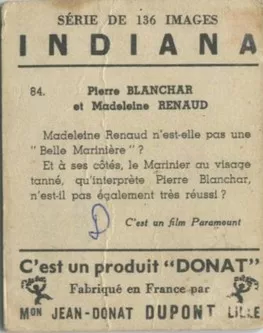 SÉRIE DE 136 IMAGES
INDIANA
84. Pierre BLANCHAR
et Madeleine RENAUD
Madeleine Renaud n'est-elle pas une
" Belle Marinière " ?
Et à ses côtés, le Marinier au visage
tanné, qu'interprète Pierre Blanchar,
n'est-il pas également très réussi ?
D
C'est un film Paramount
C'est un produit "DONAT"
Fabriqué en France par
Mon JEAN-DONAT DUPONT LILLE